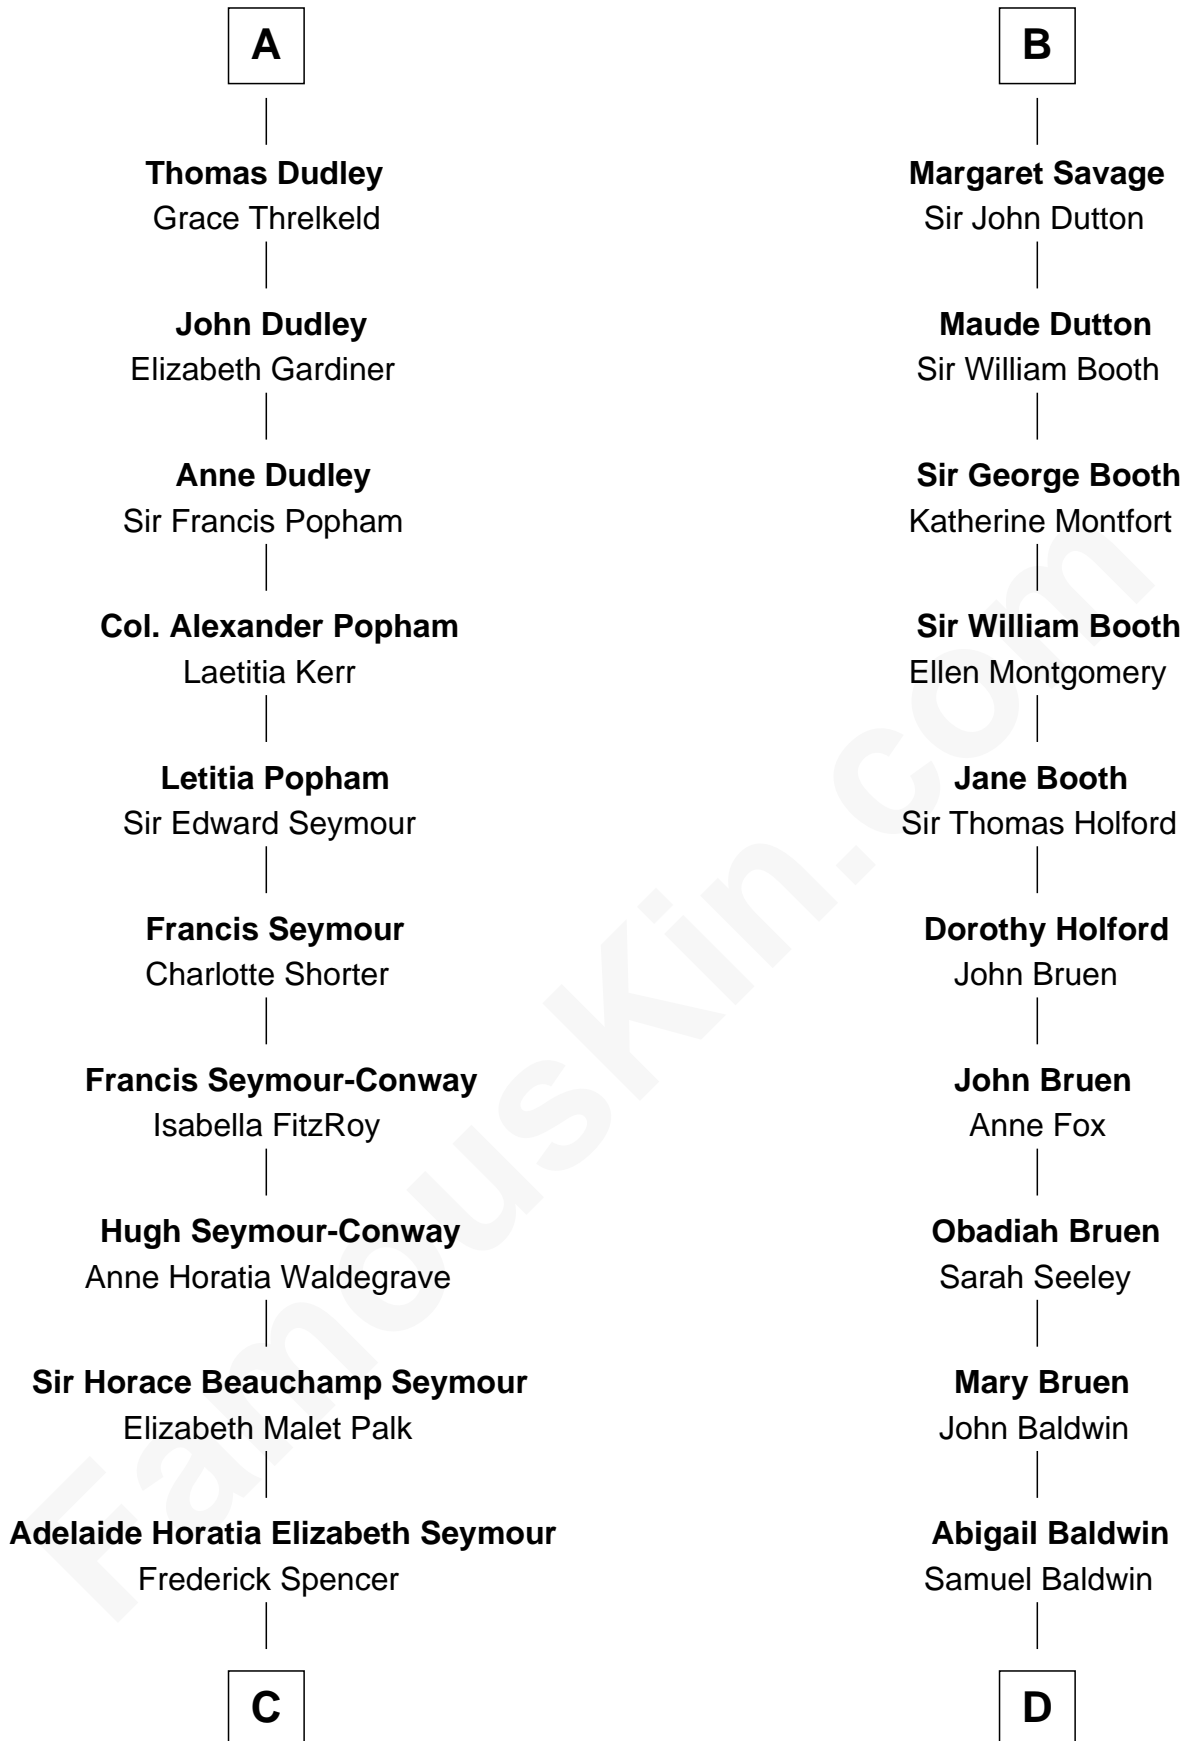 A
Thomas Dudley
Grace Threlkeld
John Dudley
Elizabeth Gardiner
Anne Dudley
Sir Francis Popham
Col. Alexander Popham
Laetitia Kerr
Letitia Popham
Sir Edward Seymour
Francis Seymour
Charlotte Shorter
Francis Seymour-Conway
Isabella FitzRoy
Hugh Seymour-Conway
Anne Horatia Waldegrave
Sir Horace Beauchamp Seymour
Elizabeth Malet Palk
Adelaide Horatia Elizabeth Seymour
Frederick Spencer
C
B
Margaret Savage
Sir John Dutton
Maude Dutton
Sir William Booth
Sir George Booth
Katherine Montfort
Sir William Booth
Ellen Montgomery
Jane Booth
Sir Thomas Holford
Dorothy Holford
John Bruen
John Bruen
Anne Fox
Obadiah Bruen
Sarah Seeley
Mary Bruen
John Baldwin
Abigail Baldwin
Samuel Baldwin
D
FamousKin.com